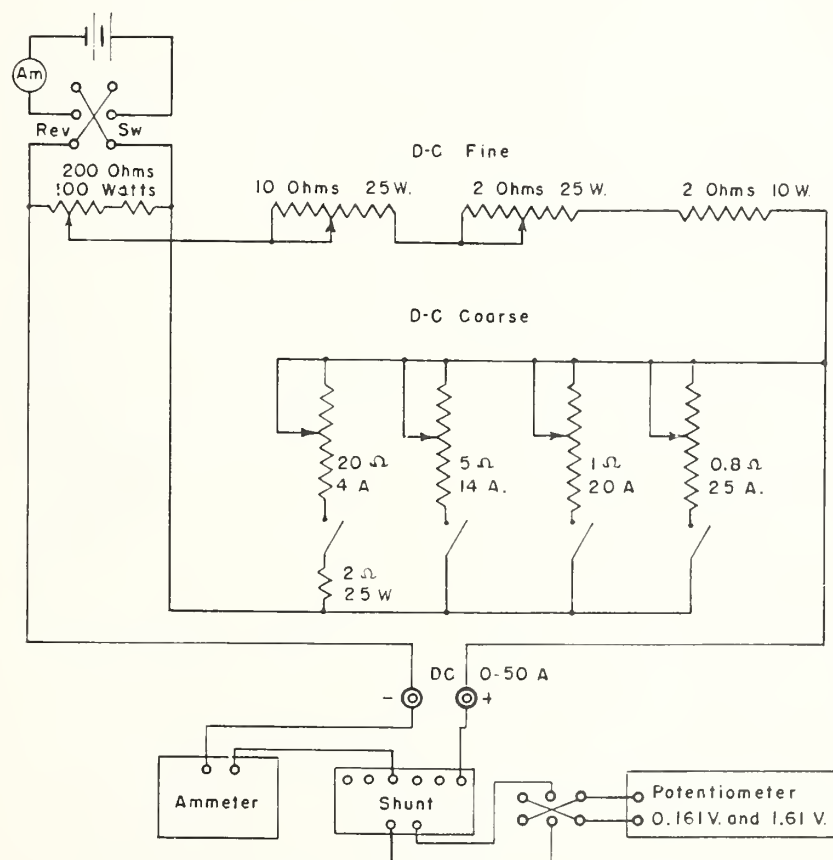 Am
Rev Sw
200 Ohms
100 Watts
D-C Fine
10 Ohms 25W. 2 Ohms 25 W. 2 Ohms 10 W.
D-C Coarse
20 Ω
4 A
5 Ω
14 A.
1 Ω
20 A
0.8 Ω
25 A.
2 Ω
25 W
- DC 0-50 A +
Ammeter
Shunt
Potentiometer
0.161 V. and 1.61 V.